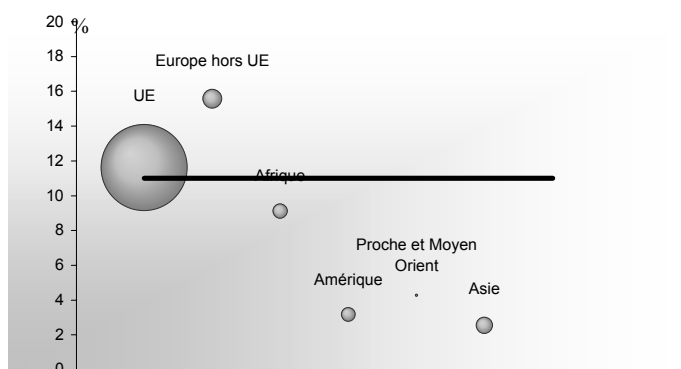 20 %
Europe hors UE
18
UE
16
14
12
Afrique
10
8
Proche et Moyen
Orient
6
Amérique
Asie
4
2
0